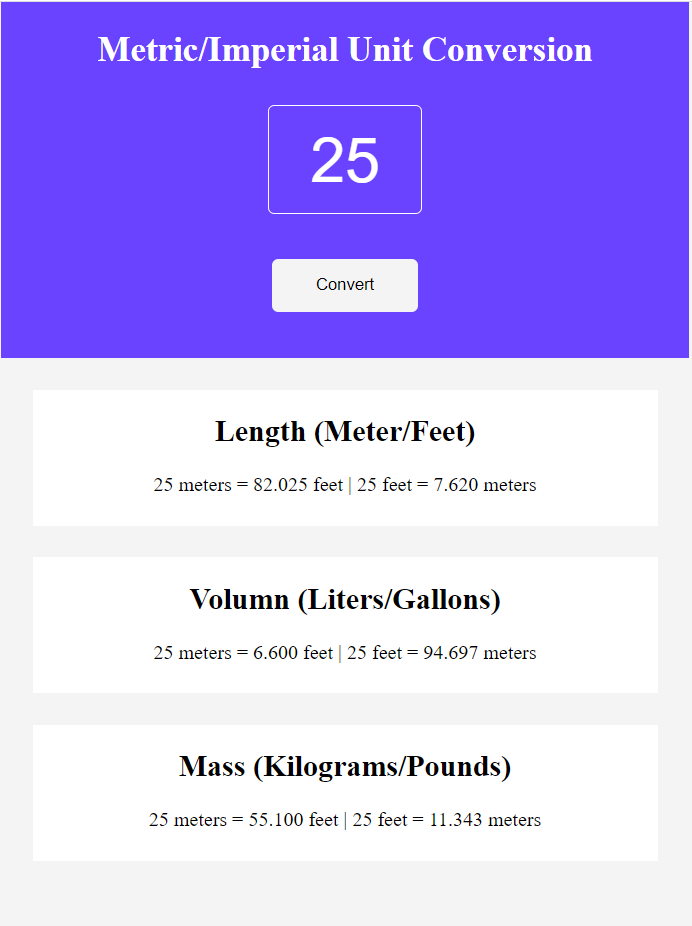 Metric/Imperial Unit Conversion
25
Convert
Length (Meter/Feet)
25 meters = 82.025 feet | 25 feet = 7.620 meters
Volumn (Liters/Gallons)
25 meters = 6.600 feet | 25 feet = 94.697 meters
Mass (Kilograms/Pounds)
25 meters = 55.100 feet | 25 feet = 11.343 meters